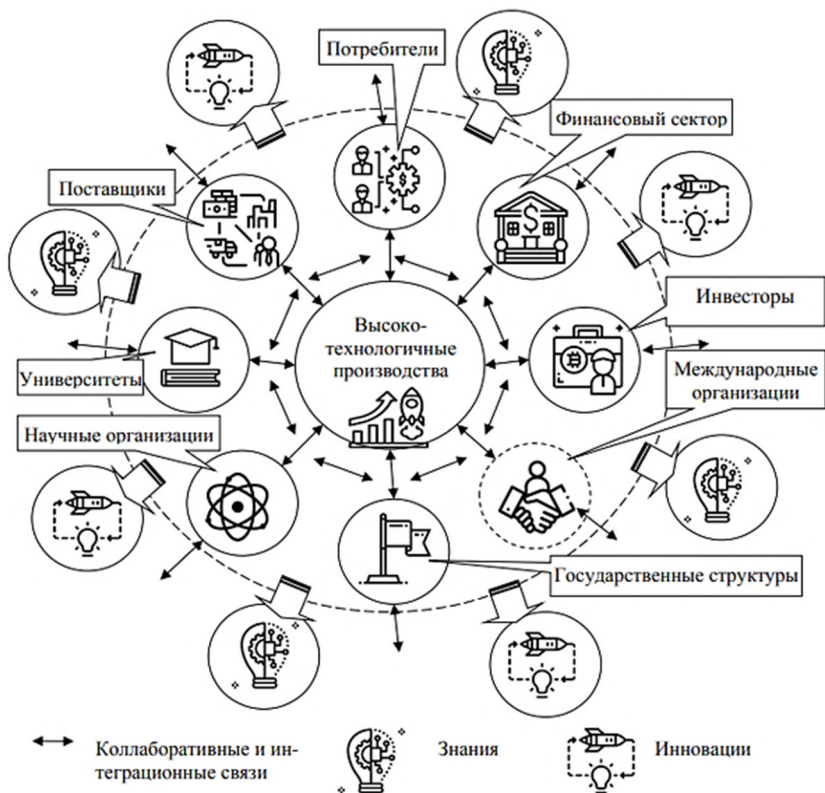 Потребители
Финансовый сектор
Поставщики
Инвесторы
Высоко-
технологичные
производства
Университеты
Международные
организации
Научные организации
Государственные структуры
Коллаборативные и ин-
теграционные связи
Знания
Инновации